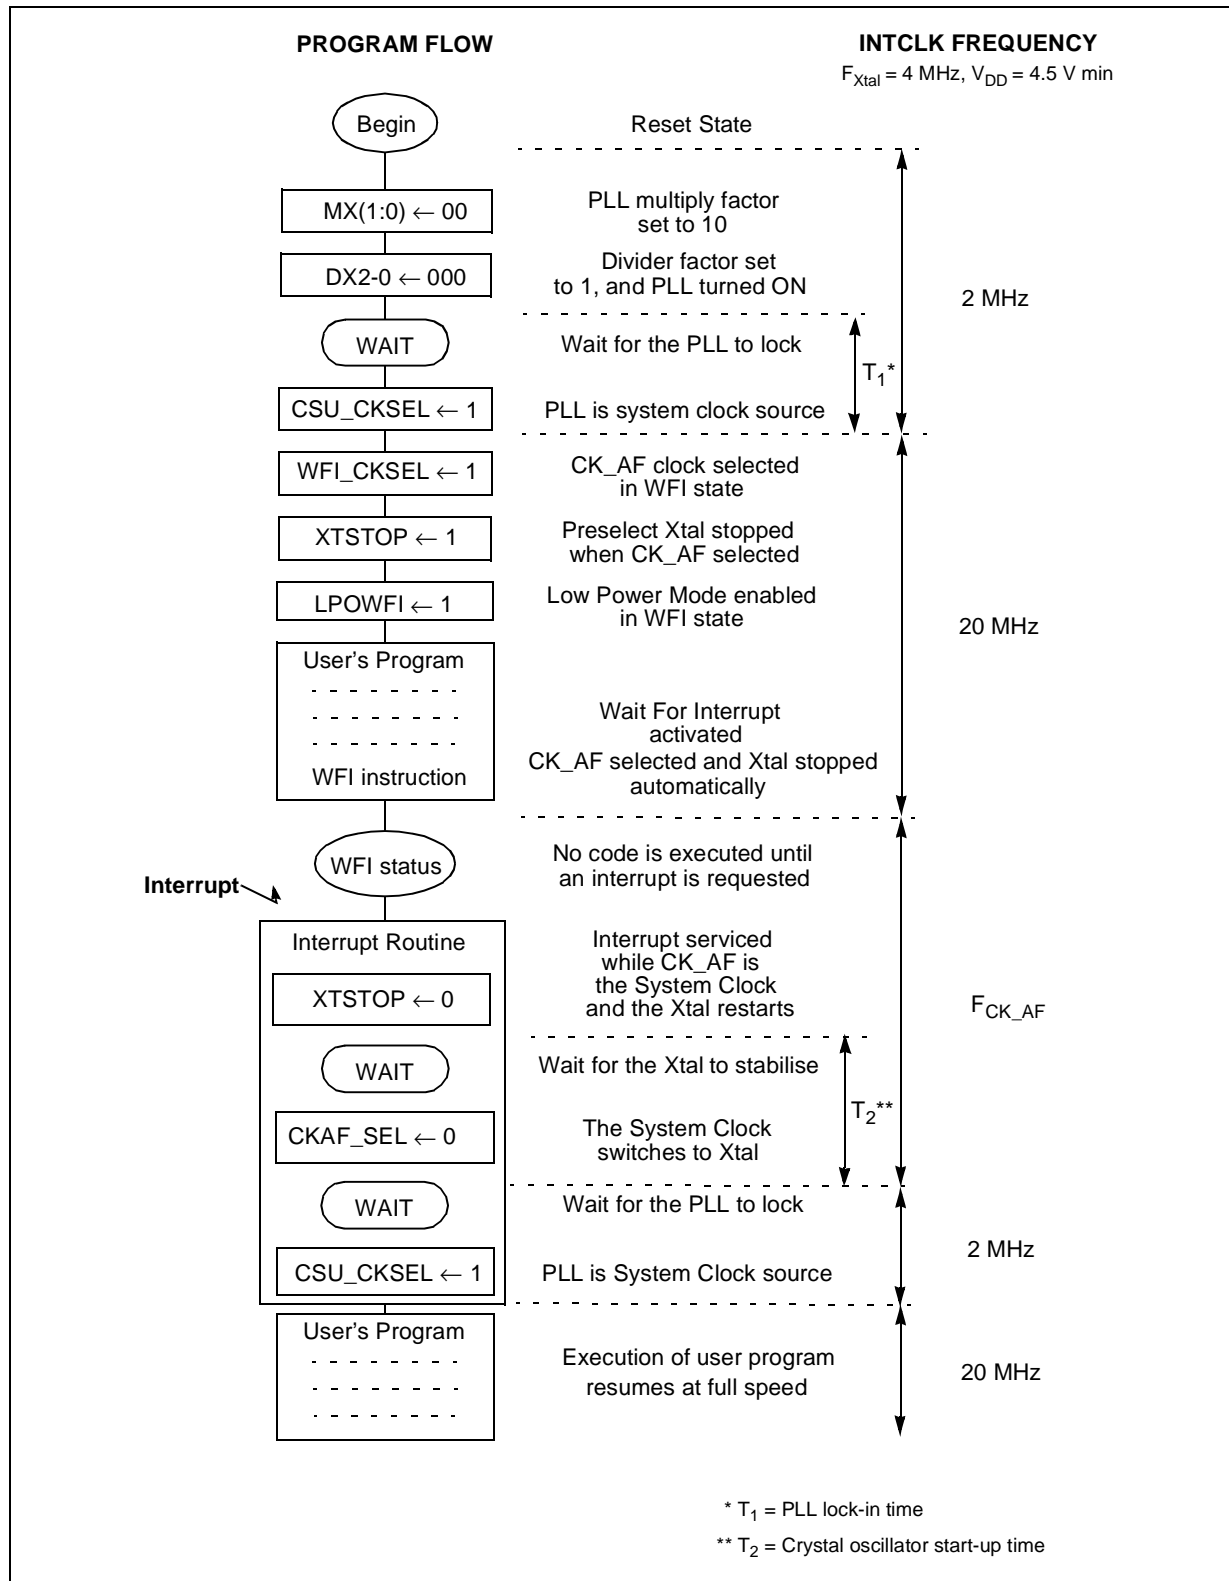 PROGRAM FLOW
INTCLK FREQUENCY
F_Xtal = 4 MHz, V_DD = 4.5 V min
Begin
Reset State
MX(1:0) ← 00
PLL multiply factor
set to 10
DX2-0 ← 000
Divider factor set
to 1, and PLL turned ON
2 MHz
WAIT
Wait for the PLL to lock
T_1*
CSU_CKSEL ← 1
PLL is system clock source
WFI_CKSEL ← 1
CK_AF clock selected
in WFI state
XTSTOP ← 1
Preselect Xtal stopped
when CK_AF selected
LPOWFI ← 1
Low Power Mode enabled
in WFI state
20 MHz
User's Program
Wait For Interrupt
activated
CK_AF selected and Xtal stopped
automatically
WFI instruction
WFI status
No code is executed until
an interrupt is requested
Interrupt
Interrupt Routine
Interrupt serviced
while CK_AF is
the System Clock
and the Xtal restarts
XTSTOP ← 0
F_CK_AF
WAIT
Wait for the Xtal to stabilise
T_2**
CKAF_SEL ← 0
The System Clock
switches to Xtal
WAIT
Wait for the PLL to lock
2 MHz
CSU_CKSEL ← 1
PLL is System Clock source
User's Program
Execution of user program
resumes at full speed
20 MHz
* T_1 = PLL lock-in time
** T_2 = Crystal oscillator start-up time